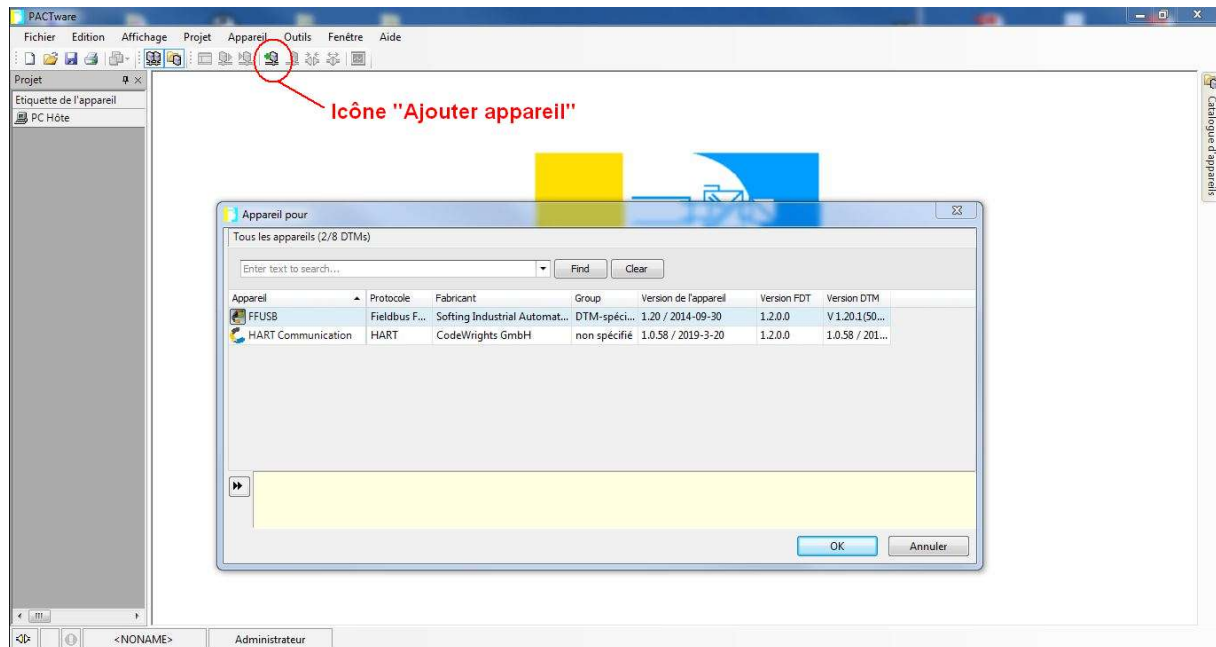 PACTware
Fichier Edition Affichage Projet Appareil Outils Fenêtre Aide
Projet
Etiquette de l'appareil
PC Hôte
Icône "Ajouter appareil"
Catalogue d'appareils
Appareil pour
Tous les appareils (2/8 DTMs)
Enter text to search... Find Clear
Appareil Protocole Fabricant Group Version de l'appareil Version FDT Version DTM
FFUSB Fieldbus F... Softing Industrial Automat... DTM-spéci... 1.20 / 2014-09-30 1.2.0.0 V 1.20.1(50...
HART Communication HART CodeWrights GmbH non spécifié 1.0.58 / 2019-3-20 1.2.0.0 1.0.58 / 201...
OK Annuler
<NONAME> Administrateur